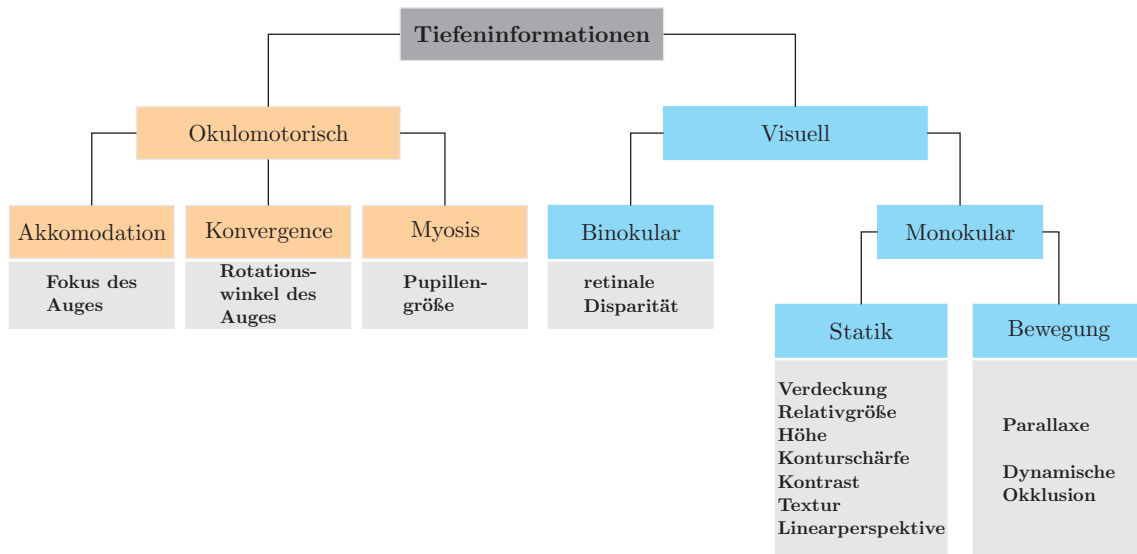 Tiefeninformationen
Okulomotorisch
Visuell
Akkomodation
Konvergence
Myosis
Binokular
Monokular
Fokus des
Auges
Rotations-
winkel des
Auges
Pupillen-
größe
retinale
Disparität
Statik
Bewegung
Verdeckung
Relativgröße
Höhe
Konturschärfe
Kontrast
Textur
Linearperspektive
Parallaxe
Dynamische
Okklusion